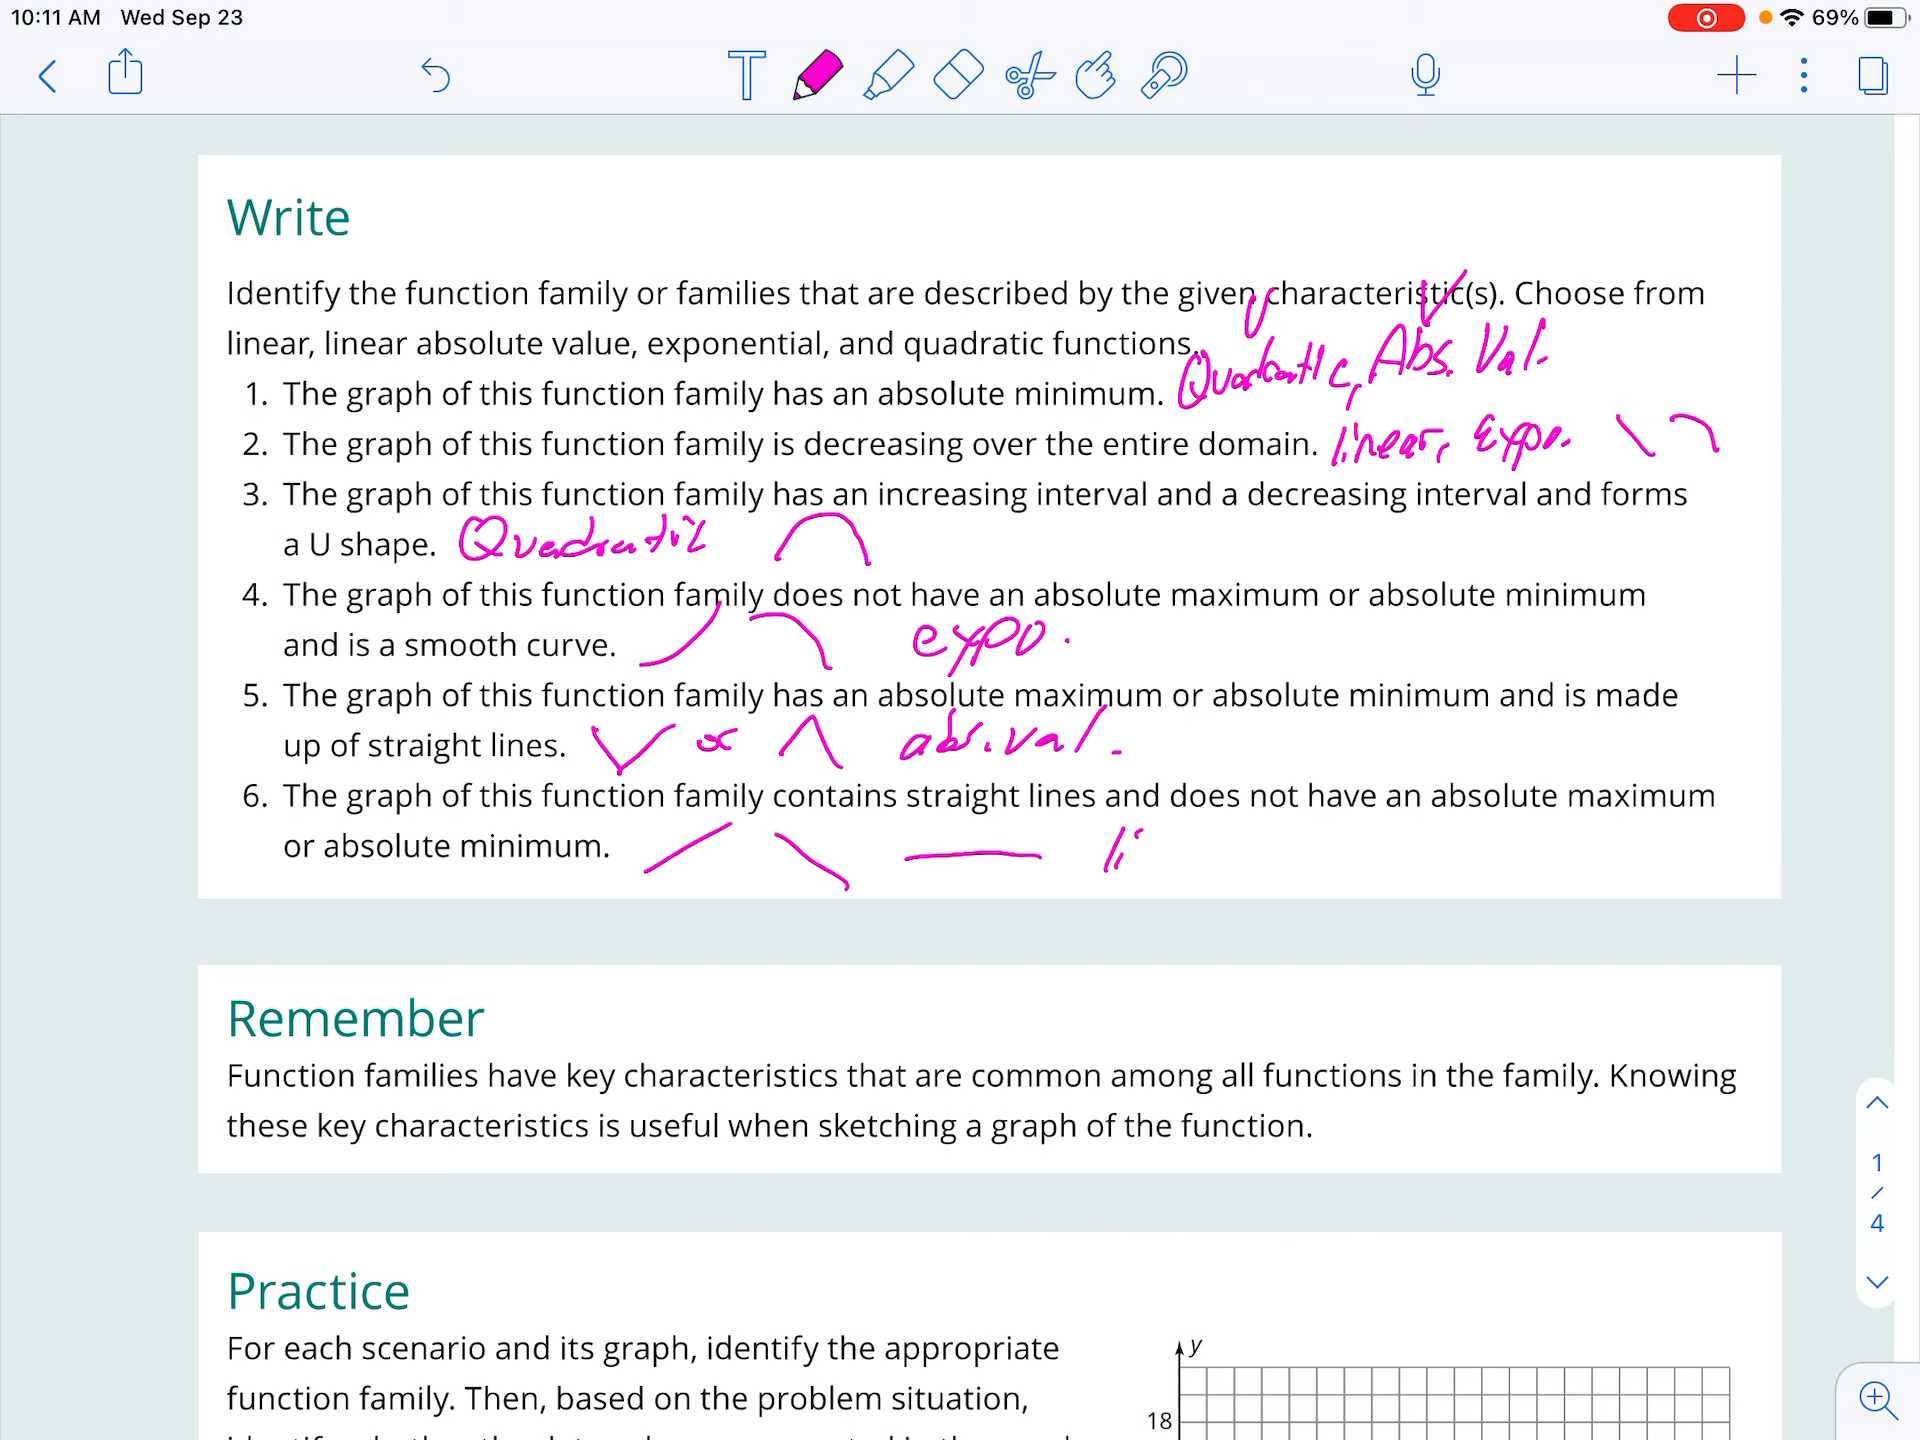 10:11 AM Wed Sep 23
69%
T
Write
Identify the function family or families that are described by the given characteristic(s). Choose from
linear, linear absolute value, exponential, and quadratic functions.
1. The graph of this function family has an absolute minimum. Quadratic, Abs. Val.
2. The graph of this function family is decreasing over the entire domain. linear, Expo.
3. The graph of this function family has an increasing interval and a decreasing interval and forms
a U shape. Quadratic
4. The graph of this function family does not have an absolute maximum or absolute minimum
and is a smooth curve. expo.
5. The graph of this function family has an absolute maximum or absolute minimum and is made
up of straight lines. or abs. val.
6. The graph of this function family contains straight lines and does not have an absolute maximum
or absolute minimum. li
Remember
Function families have key characteristics that are common among all functions in the family. Knowing
these key characteristics is useful when sketching a graph of the function.
1
/
4
Practice
For each scenario and its graph, identify the appropriate
function family. Then, based on the problem situation,
y
18